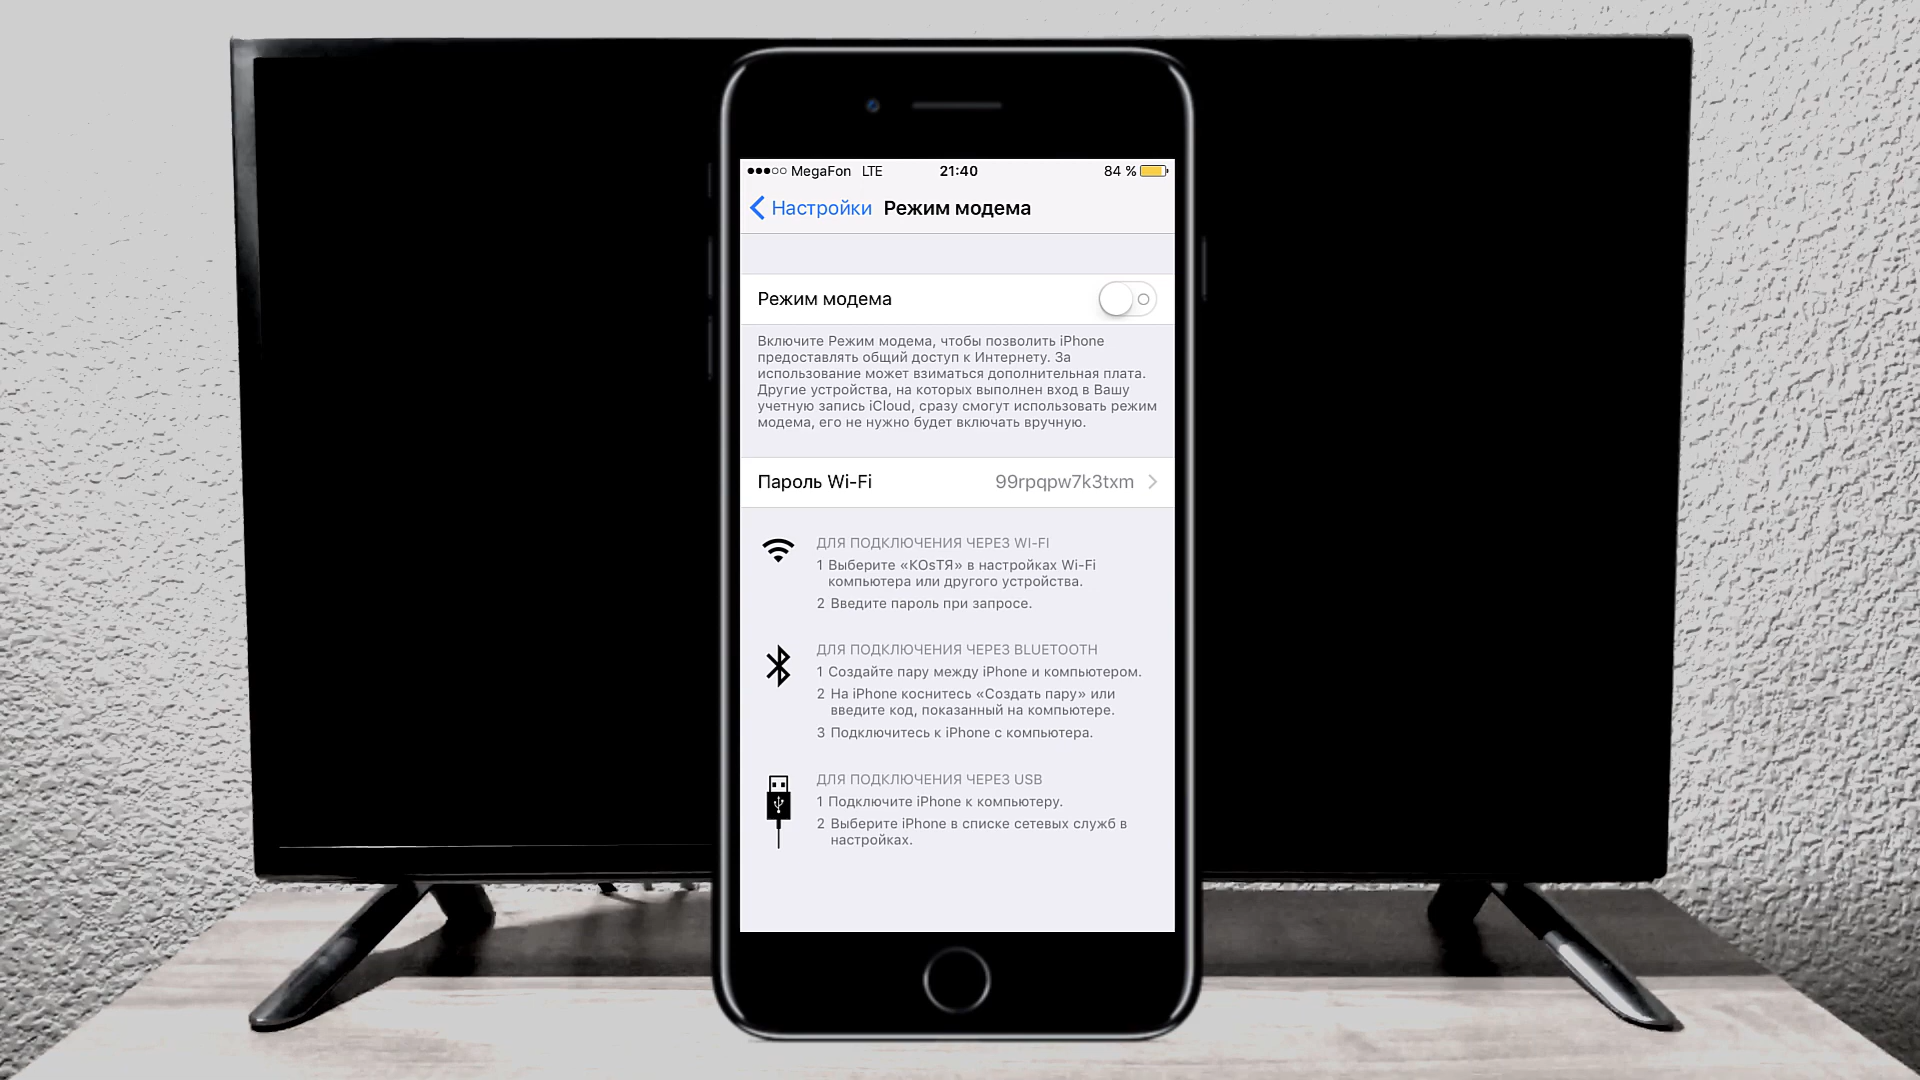 MegaFon LTE 21:40 84 %
Настройки Режим модема
Режим модема
Включите Режим модема, чтобы позволить iPhone
предоставлять общий доступ к Интернету. За
использование может взиматься дополнительная плата.
Другие устройства, на которых выполнен вход в Вашу
учетную запись iCloud, сразу смогут использовать режим
модема, его не нужно будет включать вручную.
Пароль Wi-Fi 99rpqpw7k3txm
ДЛЯ ПОДКЛЮЧЕНИЯ ЧЕРЕЗ WI-FI
1 Выберите «KOsTЯ» в настройках Wi-Fi
компьютера или другого устройства.
2 Введите пароль при запросе.
ДЛЯ ПОДКЛЮЧЕНИЯ ЧЕРЕЗ BLUETOOTH
1 Создайте пару между iPhone и компьютером.
2 На iPhone коснитесь «Создать пару» или
введите код, показанный на компьютере.
3 Подключитесь к iPhone с компьютера.
ДЛЯ ПОДКЛЮЧЕНИЯ ЧЕРЕЗ USB
1 Подключите iPhone к компьютеру.
2 Выберите iPhone в списке сетевых служб в
настройках.